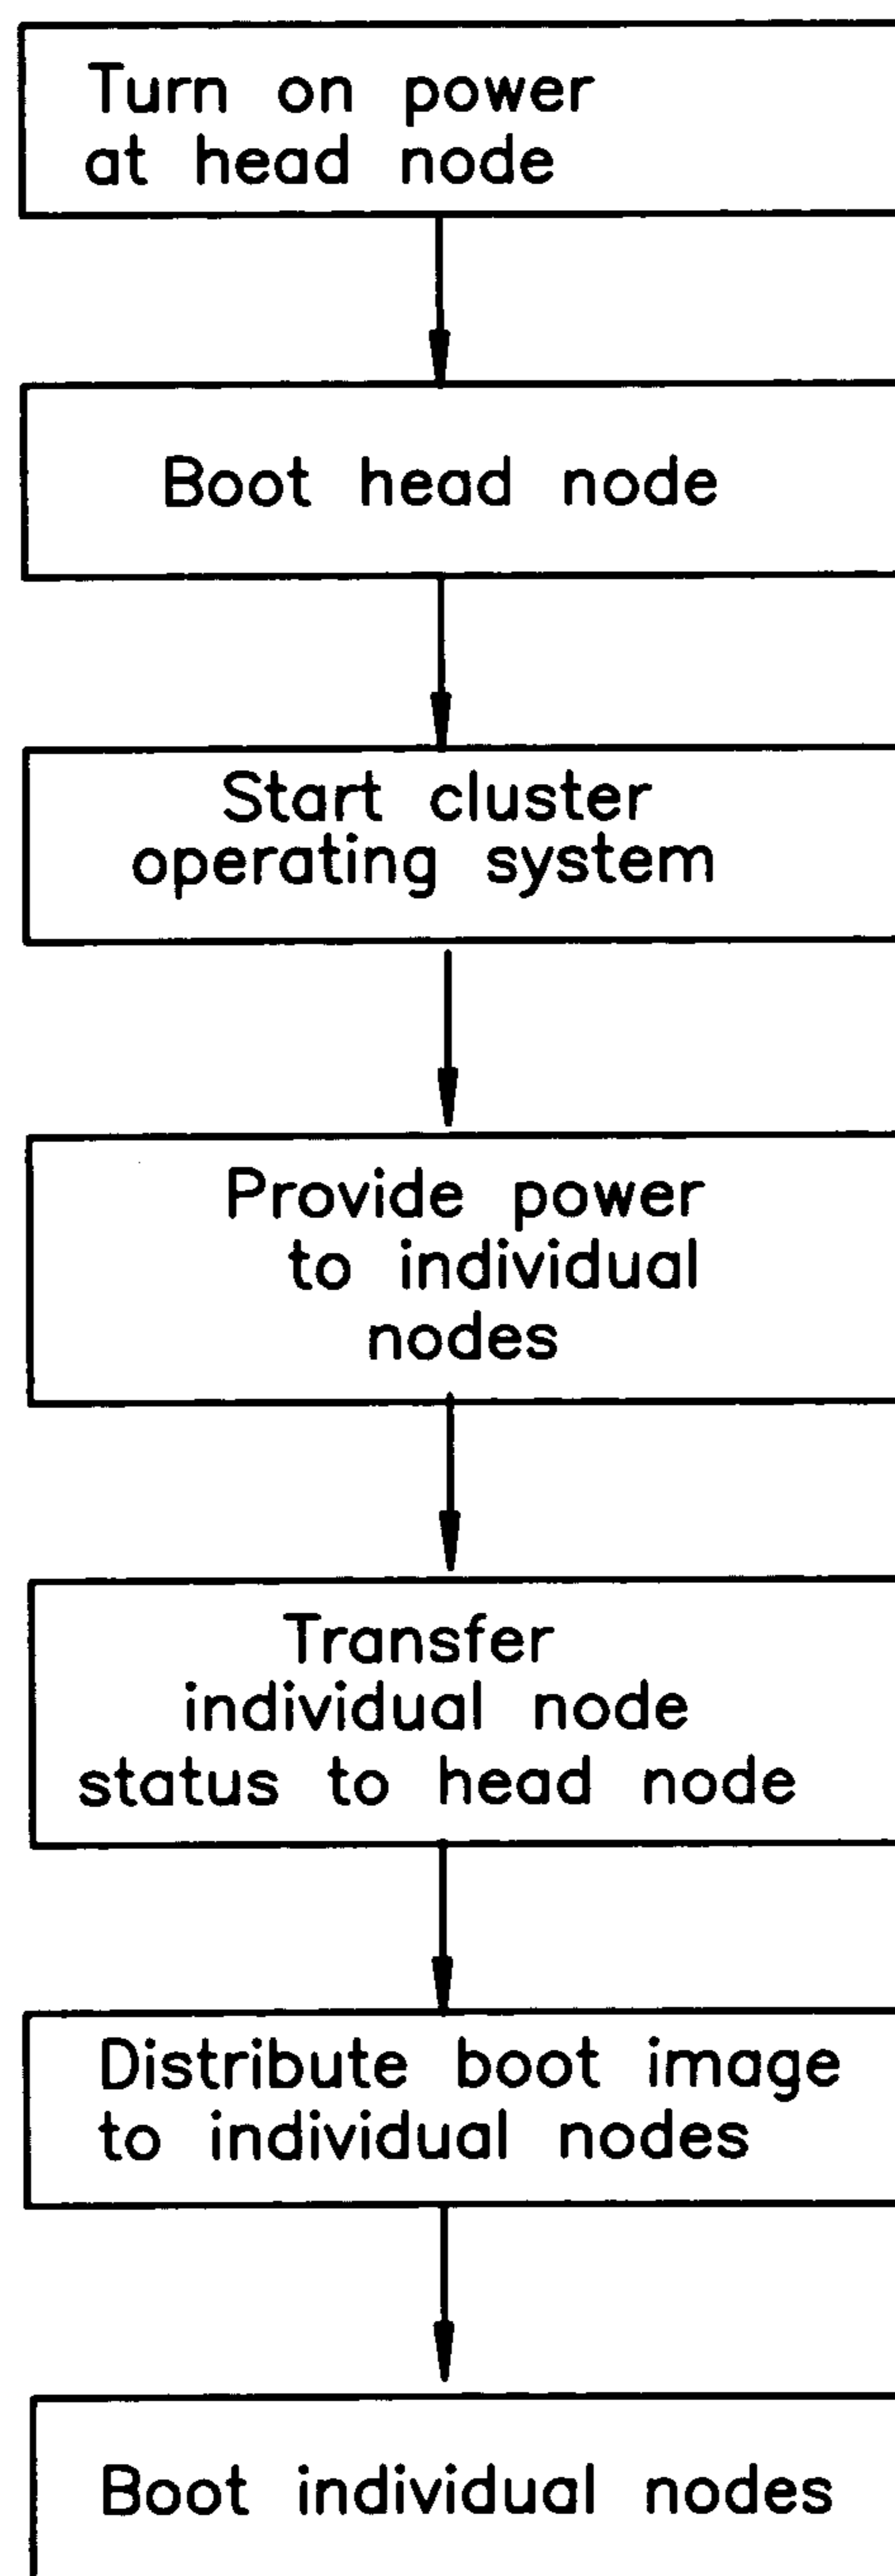 Turn on power
at head node
Boot head node
Start cluster
operating system
Provide power
to individual
nodes
Transfer
individual node
status to head node
Distribute boot image
to individual nodes
Boot individual nodes